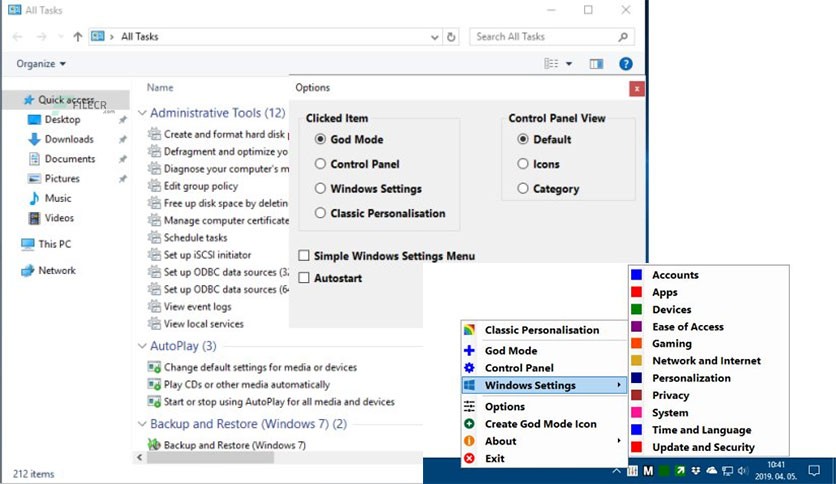 All Tasks
All Tasks
Search All Tasks
Organize
?
Quick access
FILECR
.com
Desktop
Downloads
Documents
Pictures
Music
Videos
This PC
Network
Name
Administrative Tools (12)
Create and format hard disk p
Defragment and optimize yo
Diagnose your computer's m
Edit group policy
Free up disk space by deletin
Manage computer certificate
Schedule tasks
Set up iSCSI initiator
Set up ODBC data sources (32
Set up ODBC data sources (64
View event logs
View local services
AutoPlay (3)
Change default settings for media or devices
Play CDs or other media automatically
Start or stop using AutoPlay for all media and devices
Backup and Restore (Windows 7) (2)
Backup and Restore (Windows 7)
212 items
Options
x
Clicked Item
God Mode
Control Panel
Windows Settings
Classic Personalisation
Control Panel View
Default
Icons
Category
Simple Windows Settings Menu
Autostart
Classic Personalisation
God Mode
Control Panel
Windows Settings
Options
Create God Mode Icon
About
Exit
Accounts
Apps
Devices
Ease of Access
Gaming
Network and Internet
Personalization
Privacy
System
Time and Language
Update and Security
M
10:41
2019. 04. 05.